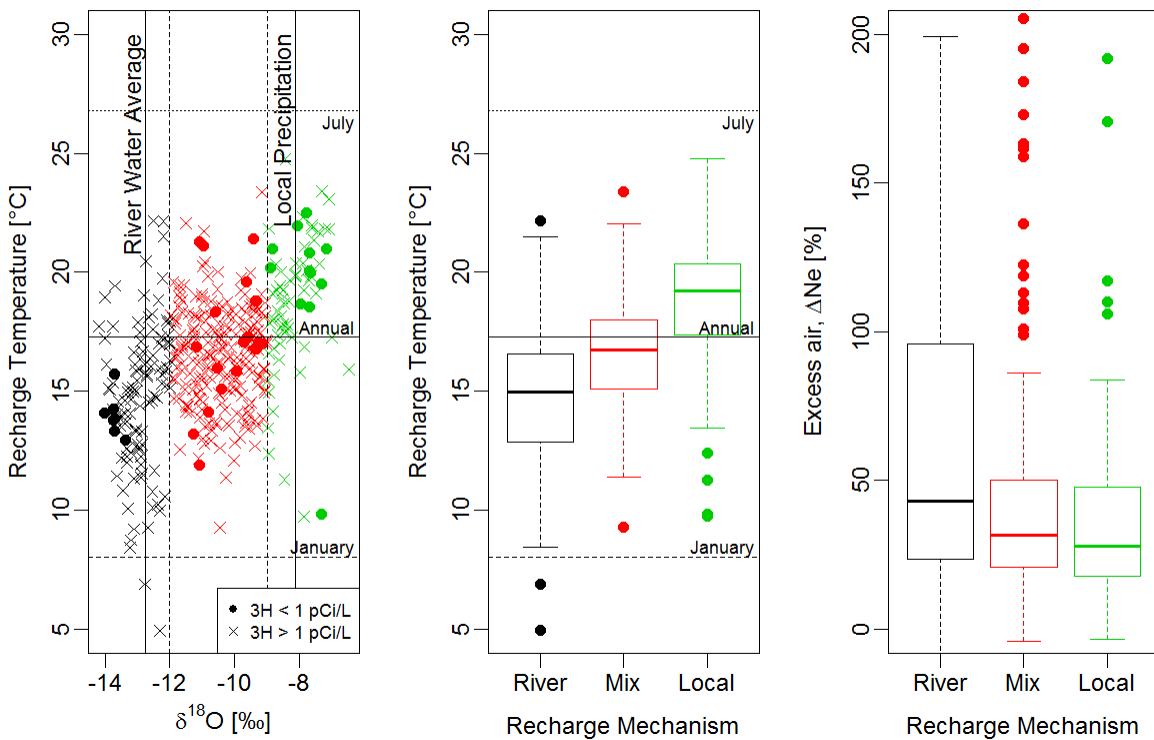 Recharge Temperature [°C]
30
25
20
15
10
5
River Water Average
Local Precipitation
July
Annual
January
3H < 1 pCi/L
3H > 1 pCi/L
-14
-12
-10
-8
δ18O [‰]
Recharge Temperature [°C]
30
25
20
15
10
5
July
Annual
January
River Mix Local
Recharge Mechanism
Excess air, ΔNe [%]
200
150
100
50
0
River Mix Local
Recharge Mechanism